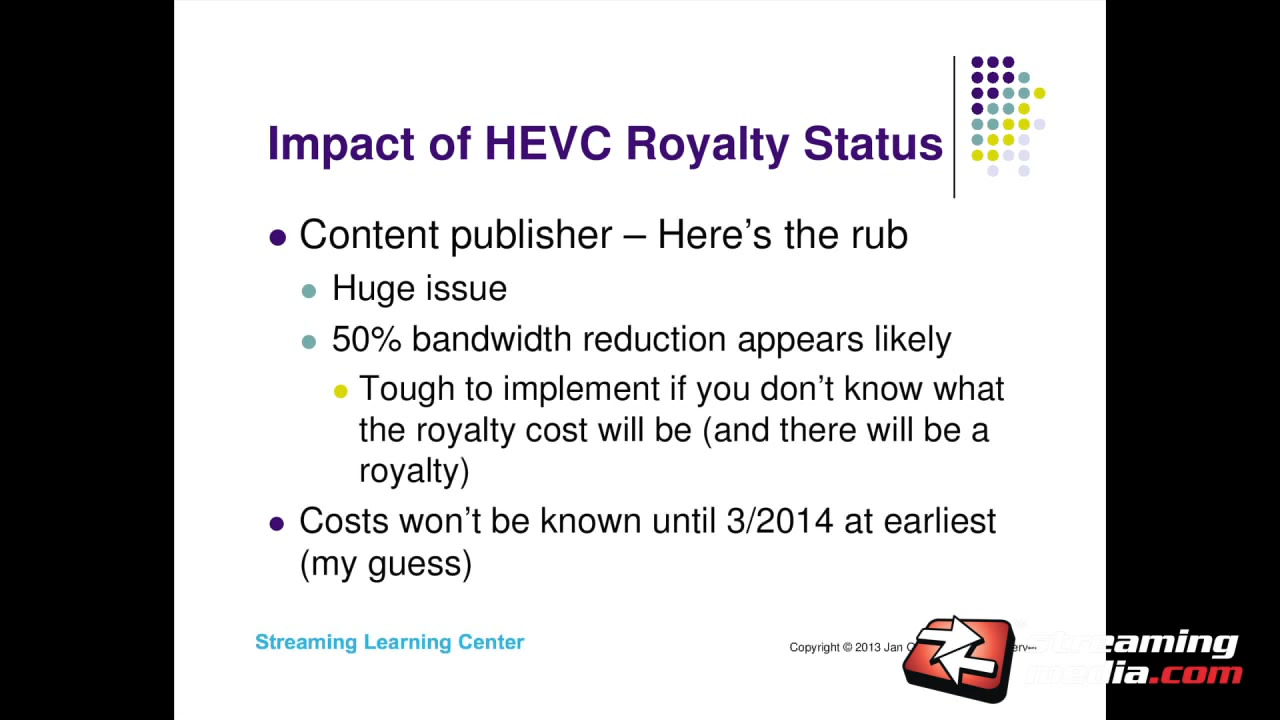 Impact of HEVC Royalty Status
Content publisher – Here’s the rub
Huge issue
50% bandwidth reduction appears likely
Tough to implement if you don’t know what
the royalty cost will be (and there will be a
royalty)
Costs won’t be known until 3/2014 at earliest
(my guess)
Streaming Learning Center
Copyright © 2013 Jan
streaming
media.com